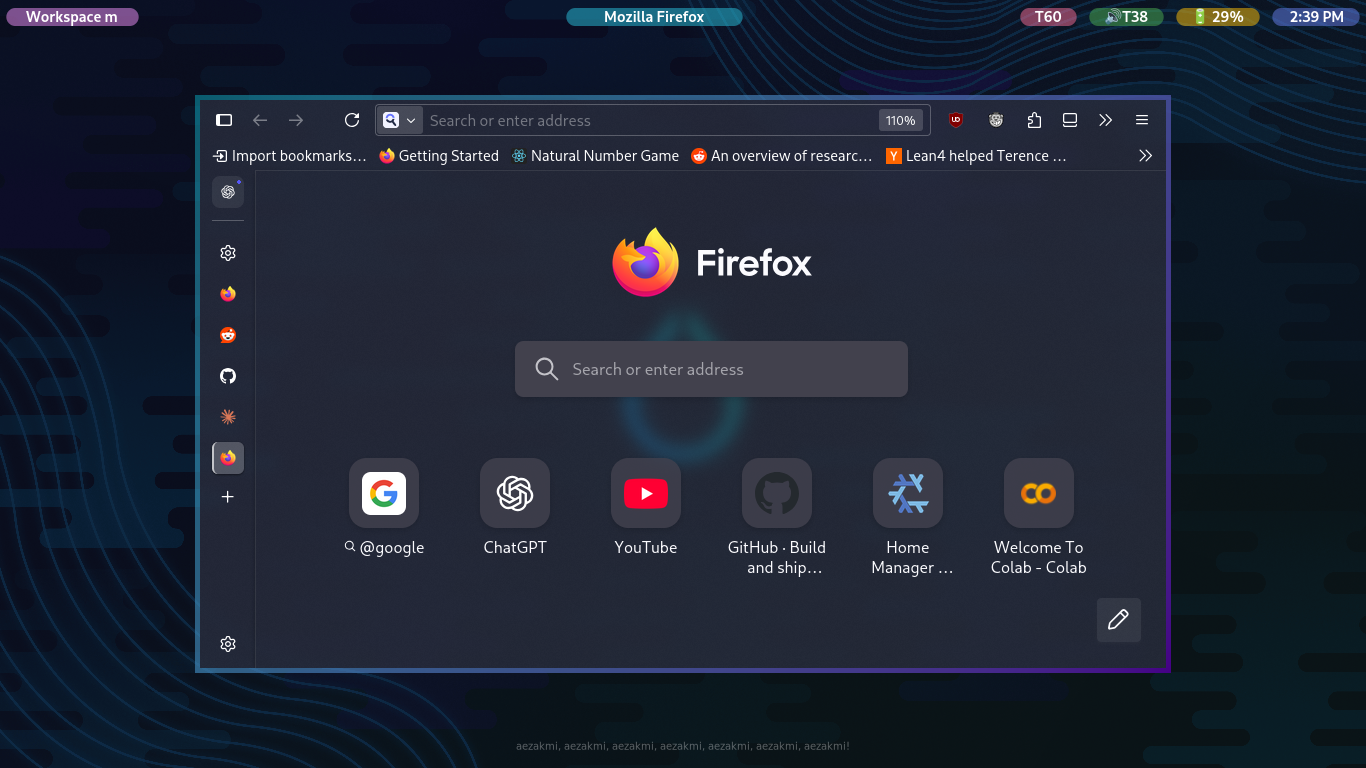 Workspace m
Mozilla Firefox
T60
T38
29%
2:39 PM
Search or enter address
110%
Import bookmarks…
Getting Started
Natural Number Game
An overview of researc…
Lean4 helped Terence …
Firefox
Search or enter address
@google
ChatGPT
YouTube
GitHub · Build
and ship…
Home
Manager …
Welcome To
Colab - Colab
aezakmi, aezakmi, aezakmi, aezakmi, aezakmi, aezakmi, aezakmi!